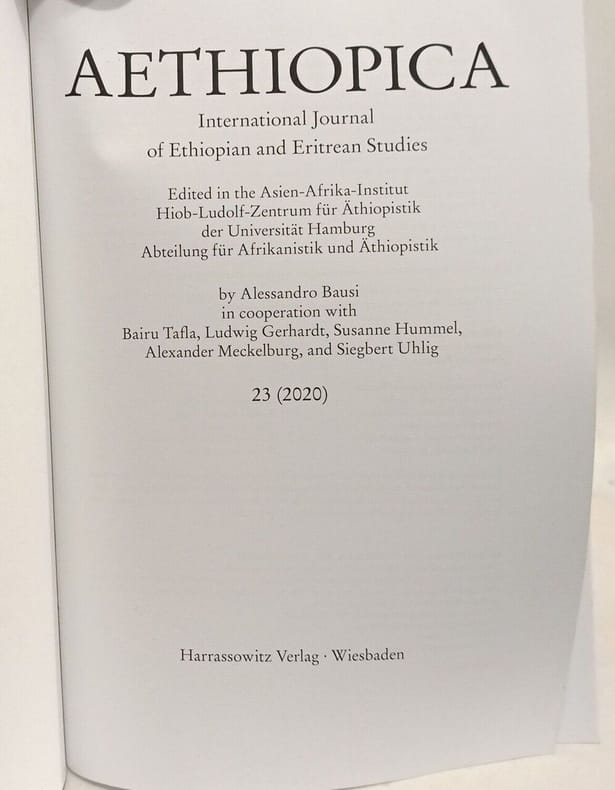 AETHIOPICA
International Journal
of Ethiopian and Eritrean Studies
Edited in the Asien-Afrika-Institut
Hiob-Ludolf-Zentrum für Äthiopistik
der Universität Hamburg
Abteilung für Afrikanistik und Äthiopistik
by Alessandro Bausi
in cooperation with
Bairu Tafla, Ludwig Gerhardt, Susanne Hummel,
Alexander Meckelburg, and Siegbert Uhlig
23 (2020)
Harrassowitz Verlag · Wiesbaden